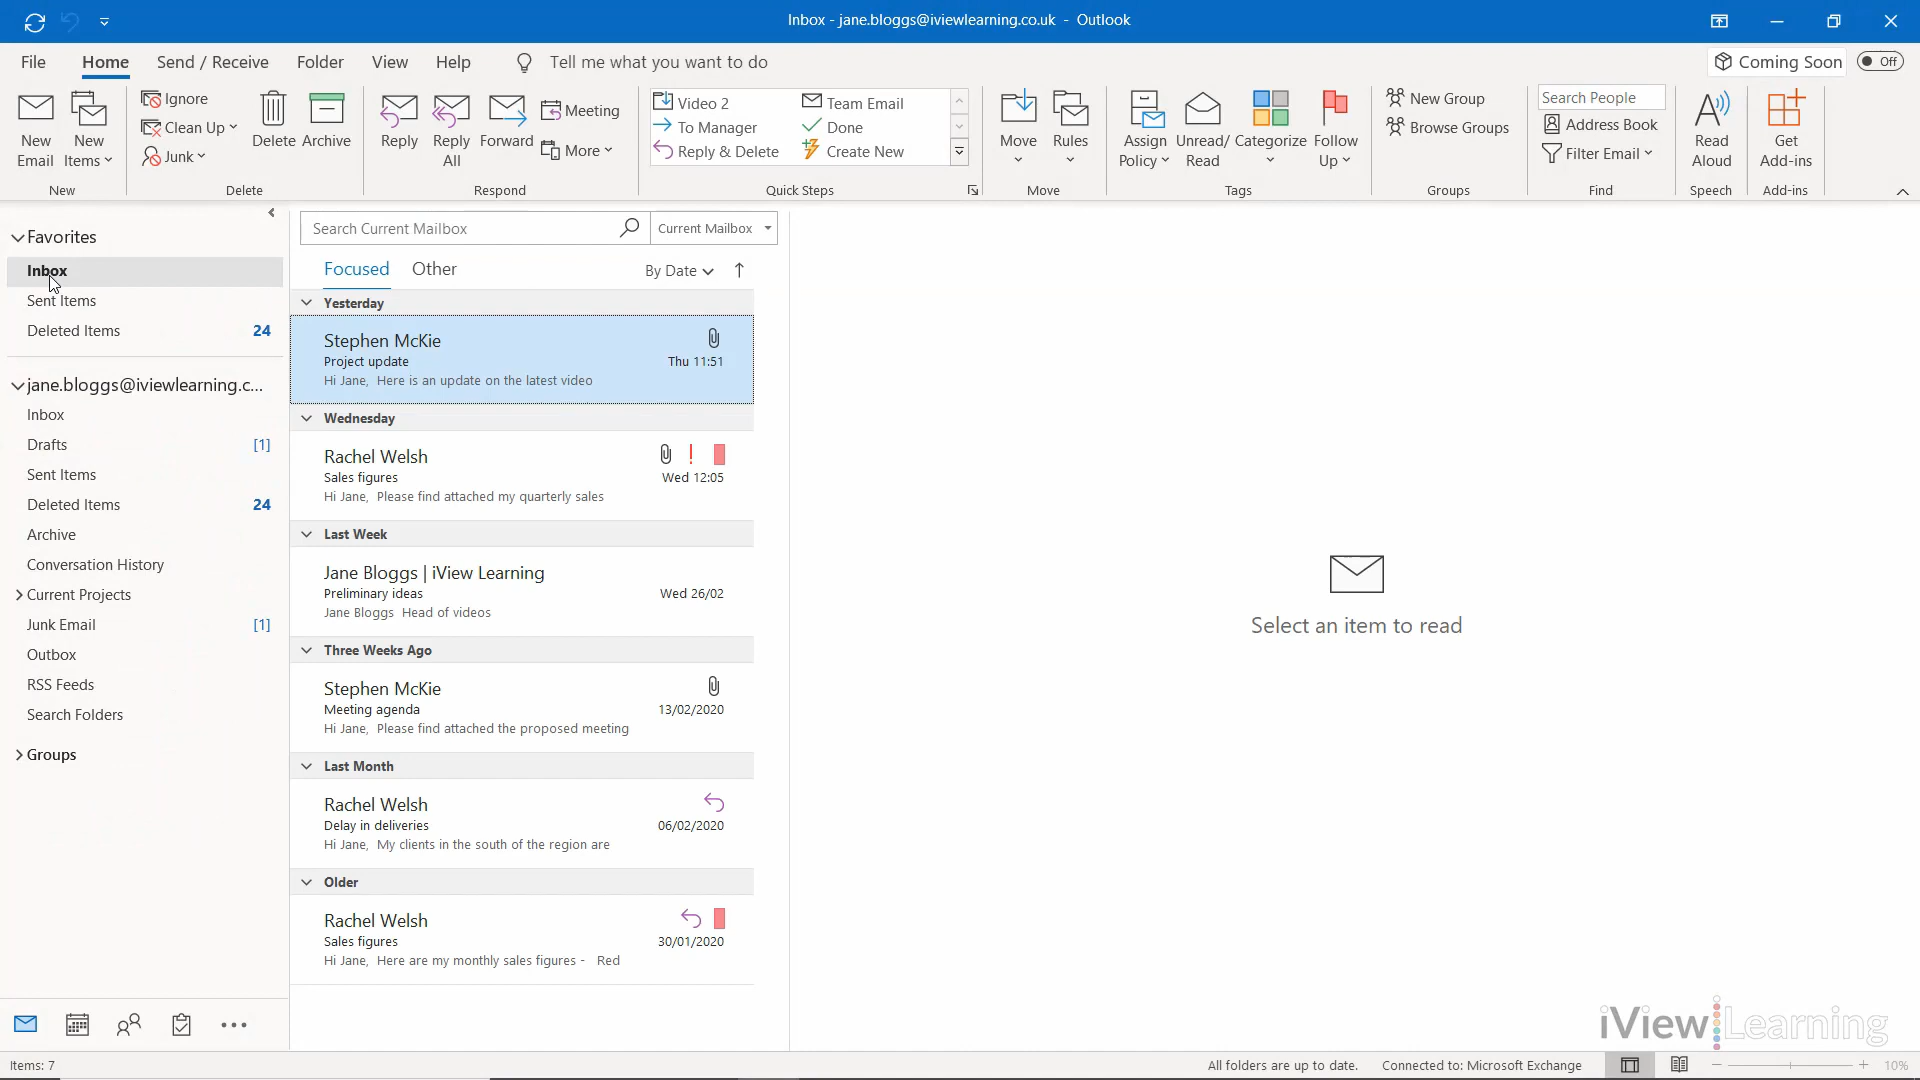 Inbox - jane.bloggs@iviewlearning.co.uk - Outlook
File Home Send / Receive Folder View Help Tell me what you want to do
Coming Soon Off
New Email
New Items
New
Ignore
Clean Up
Junk
Delete
Archive
Delete
Reply
Reply All
Forward
Meeting
More
Respond
Video 2
To Manager
Reply & Delete
Team Email
Done
Create New
Quick Steps
Move
Rules
Move
Assign Policy
Unread/ Read
Categorize
Follow Up
Tags
New Group
Browse Groups
Groups
Search People
Address Book
Filter Email
Find
Read Aloud
Speech
Get Add-ins
Add-ins
Favorites
Inbox
Sent Items
Deleted Items 24
jane.bloggs@iviewlearning.c...
Inbox
Drafts [1]
Sent Items
Deleted Items 24
Archive
Conversation History
Current Projects
Junk Email [1]
Outbox
RSS Feeds
Search Folders
Groups
Search Current Mailbox
Current Mailbox
Focused Other By Date
Yesterday
Stephen McKie
Project update Thu 11:51
Hi Jane, Here is an update on the latest video
Wednesday
Rachel Welsh
Sales figures Wed 12:05
Hi Jane, Please find attached my quarterly sales
Last Week
Jane Bloggs | iView Learning
Preliminary ideas Wed 26/02
Jane Bloggs Head of videos
Three Weeks Ago
Stephen McKie
Meeting agenda 13/02/2020
Hi Jane, Please find attached the proposed meeting
Last Month
Rachel Welsh
Delay in deliveries 06/02/2020
Hi Jane, My clients in the south of the region are
Older
Rachel Welsh
Sales figures 30/01/2020
Hi Jane, Here are my monthly sales figures - Red
Select an item to read
iView Learning
Items: 7
All folders are up to date. Connected to: Microsoft Exchange
10%